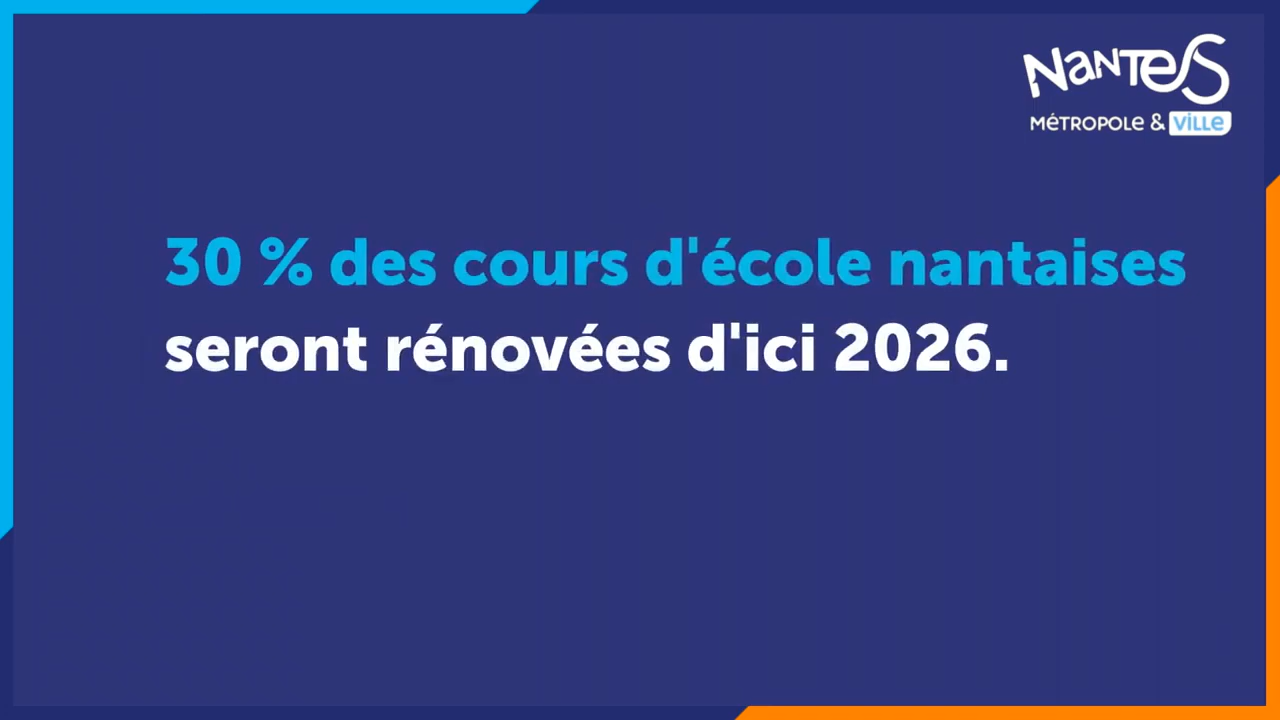 Nantes
Métropole & Ville
30 % des cours d'école nantaises
seront rénovées d'ici 2026.